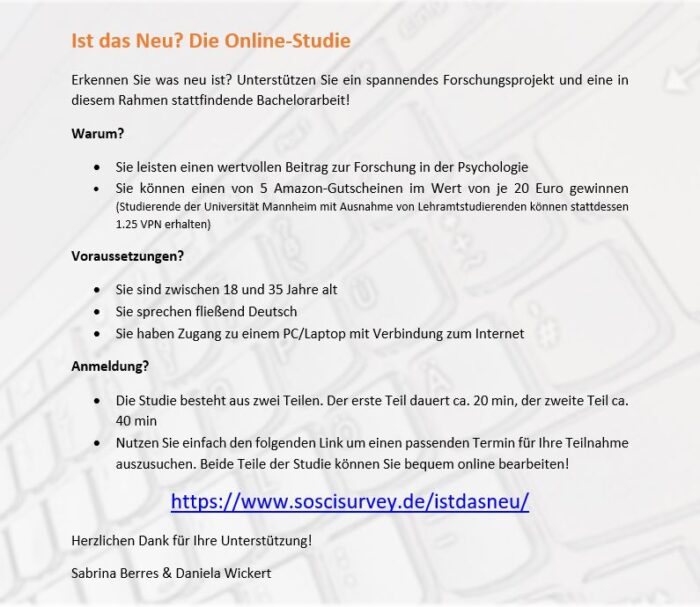 Ist das Neu? Die Online-Studie
Erkennen Sie was neu ist? Unterstützen Sie ein spannendes Forschungsprojekt und eine in
diesem Rahmen stattfindende Bachelorarbeit!
Warum?
• Sie leisten einen wertvollen Beitrag zur Forschung in der Psychologie
• Sie können einen von 5 Amazon-Gutscheinen im Wert von je 20 Euro gewinnen
(Studierende der Universität Mannheim mit Ausnahme von Lehramtstudierenden können stattdessen
1.25 VPN erhalten)
Voraussetzungen?
• Sie sind zwischen 18 und 35 Jahre alt
• Sie sprechen fließend Deutsch
• Sie haben Zugang zu einem PC/Laptop mit Verbindung zum Internet
Anmeldung?
• Die Studie besteht aus zwei Teilen. Der erste Teil dauert ca. 20 min, der zweite Teil ca.
40 min
• Nutzen Sie einfach den folgenden Link um einen passenden Termin für Ihre Teilnahme
auszusuchen. Beide Teile der Studie können Sie bequem online bearbeiten!
https://www.soscisurvey.de/istdasneu/
Herzlichen Dank für Ihre Unterstützung!
Sabrina Berres & Daniela Wickert